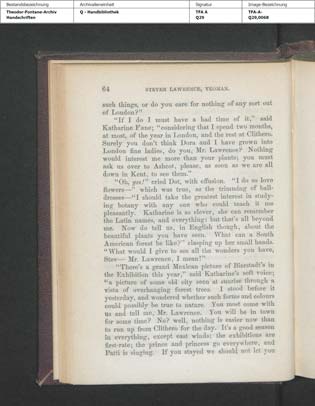 Bestandsbezeichnung Archivalieneinheit Signatur Image-Bezeichnung
Theodor-Fontane-Archiv Q - Handbibliothek TFA A TFA-A-
Handschriften Q29 Q29,0068
64 STEVEN LAWRENCE, YEOMAN.
such things, or do you care for nothing of any sort out
of London?"
"If I do I must have a bad time of it," said
Katharine Fane; "considering that I spend two months,
at most, of the year in London, and the rest at Clithero.
Surely you don't think Dora and I have grown into
London fine ladies, do you, Mr. Lawrence? Nothing
would interest me more than your plants; you must
ask us over to Ashcot, please, as soon as we are all
down in Kent, to see them."
"Oh, yes!" cried Dot, with effusion. "I do so love
flowers—" which was true, as the trimming of ball-
dresses—"I should take the greatest interest in study-
ing botany with any one who could teach it me
pleasantly. Katharine is so clever, she can remember
the Latin names, and everything; but that's all beyond
me. Now do tell us, in English though, about the
beautiful plants you have seen. What can a South
American forest be like?" clasping up her small hands.
"What would I give to see all the wonders you have,
Stee— Mr. Lawrence, I mean!"
"There's a grand Mexican picture of Bierstadt's in
the Exhibition this year," said Katharine's soft voice;
"a picture of some old city seen at sunrise through a
vista of overhanging forest trees. I stood before it
yesterday, and wondered whether such forms and colours
could possibly be true to nature. You must come with
us and tell me, Mr. Lawrence. You will be in town
for some time? No? well, nothing is easier now than
to run up from Clithero for the day. It's a good season
in everything, except east winds; the exhibitions are
first-rate; the prince and princess go everywhere, and
Patti is singing. If you stayed we should not let you